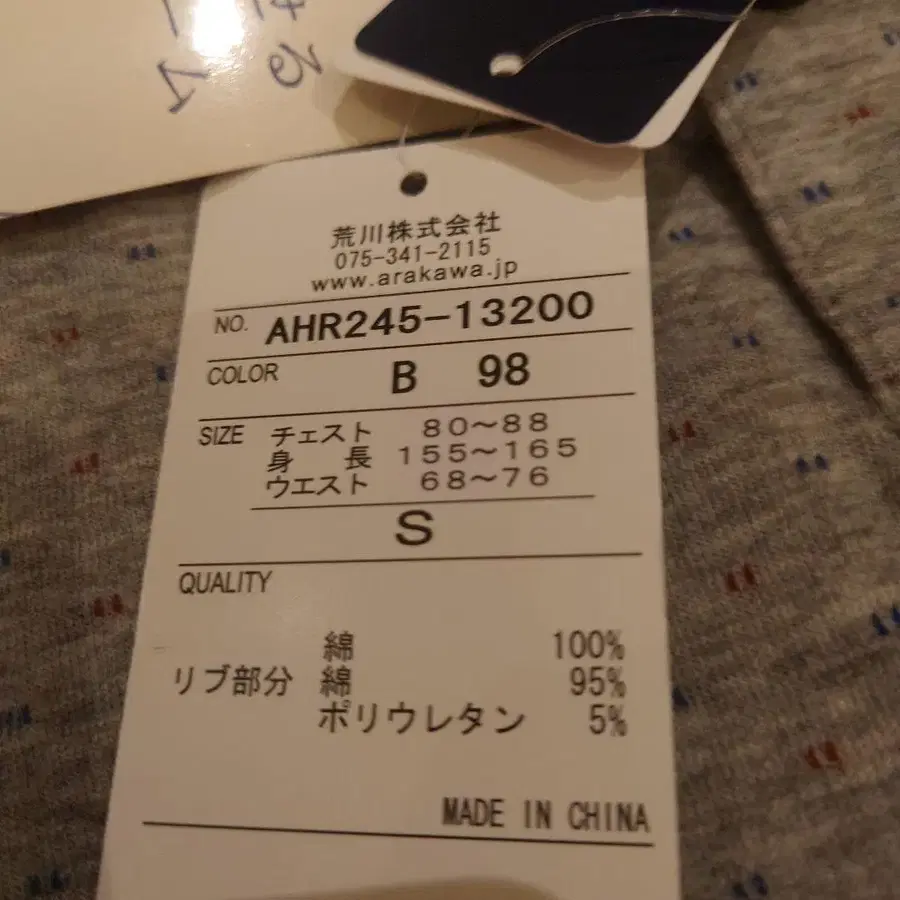 荒川株式会社
075-341-2115
www.arakawa.jp
NO. AHR245-13200
COLOR B 98
SIZE チェスト 80～88
身長 155～165
ウエスト 68～76
S
QUALITY
綿 100%
リブ部分 綿 95%
ポリウレタン 5%
MADE IN CHINA